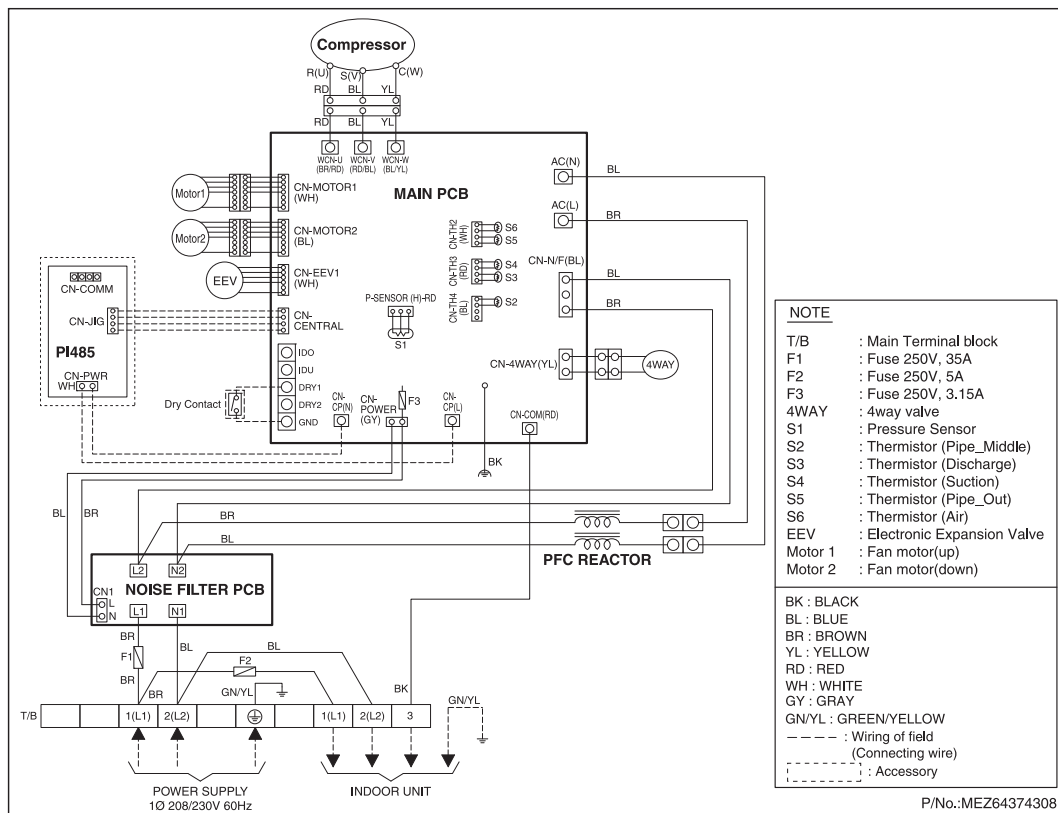 Compressor
R(U) S(V) C(W)
RD BL YL
RD BL YL
WCN-U (BR/RD)
WCN-V (RD/BL)
WCN-W (BL/YL)
MAIN PCB
AC(N)
BL
AC(L)
BR
CN-N/F(BL)
BL
BR
Motor1
CN-MOTOR1
(WH)
Motor2
CN-MOTOR2
(BL)
EEV
CN-EEV1
(WH)
CN-TH2
(WH)
S6
S5
CN-TH3
(RD)
S4
S3
CN-TH4
(BL)
S2
P-SENSOR (H)-RD
S1
CN-COMM
CN-JIG
PI485
CN-PWR
WH
CN-
CENTRAL
IDO
IDU
DRY1
DRY2
GND
Dry Contact
CN-
CP(N)
CN-
POWER
(GY)
F3
CN-
CP(L)
CN-4WAY(YL)
4WAY
CN-COM(RD)
BK
BL
BR
BR
BL
PFC REACTOR
L2 N2
NOISE FILTER PCB
CN1
L
N
L1 N1
BR
BL
F1
BR
BR
F2
BL
GN/YL
BK
GN/YL
T/B
1(L1) 2(L2) 1(L1) 2(L2) 3
POWER SUPPLY
1Ø 208/230V 60Hz
INDOOR UNIT
NOTE
T/B : Main Terminal block
F1 : Fuse 250V, 35A
F2 : Fuse 250V, 5A
F3 : Fuse 250V, 3.15A
4WAY : 4way valve
S1 : Pressure Sensor
S2 : Thermistor (Pipe_Middle)
S3 : Thermistor (Discharge)
S4 : Thermistor (Suction)
S5 : Thermistor (Pipe_Out)
S6 : Thermistor (Air)
EEV : Electronic Expansion Valve
Motor 1 : Fan motor(up)
Motor 2 : Fan motor(down)
BK : BLACK
BL : BLUE
BR : BROWN
YL : YELLOW
RD : RED
WH : WHITE
GY : GRAY
GN/YL : GREEN/YELLOW
: Wiring of field
(Connecting wire)
: Accessory
P/No.:MEZ64374308